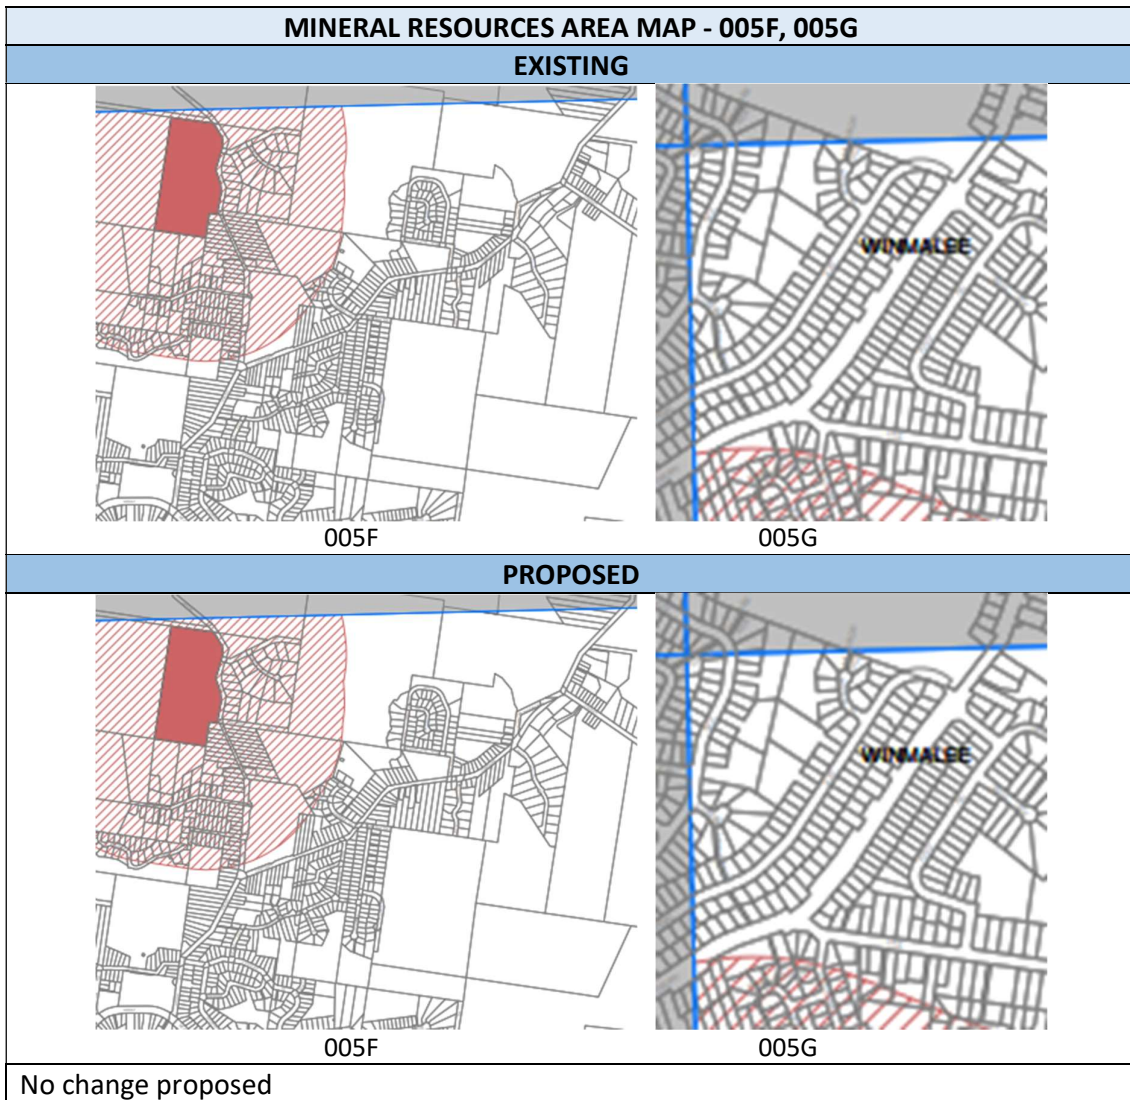 MINERAL RESOURCES AREA MAP - 005F, 005G
EXISTING
WINMALEE
005F 005G
PROPOSED
WINMALEE
005F 005G
No change proposed